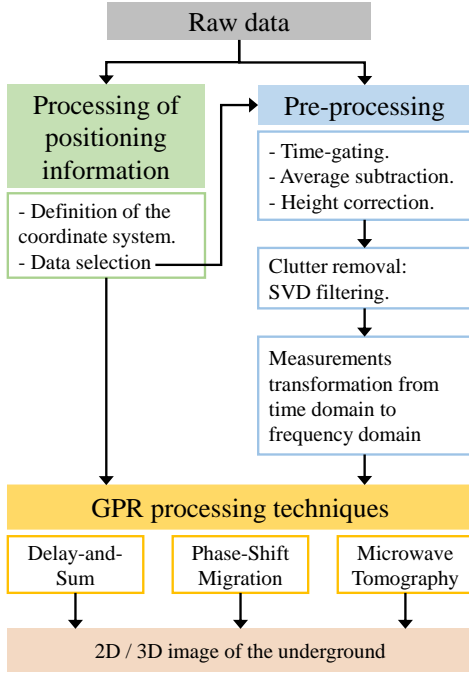 Raw data
Processing of
positioning
information
- Definition of the
coordinate system.
- Data selection
Pre-processing
- Time-gating.
- Average subtraction.
- Height correction.
Clutter removal:
SVD filtering.
Measurements
transformation from
time domain to
frequency domain
GPR processing techniques
Delay-and-
Sum
Phase-Shift
Migration
Microwave
Tomography
2D / 3D image of the underground